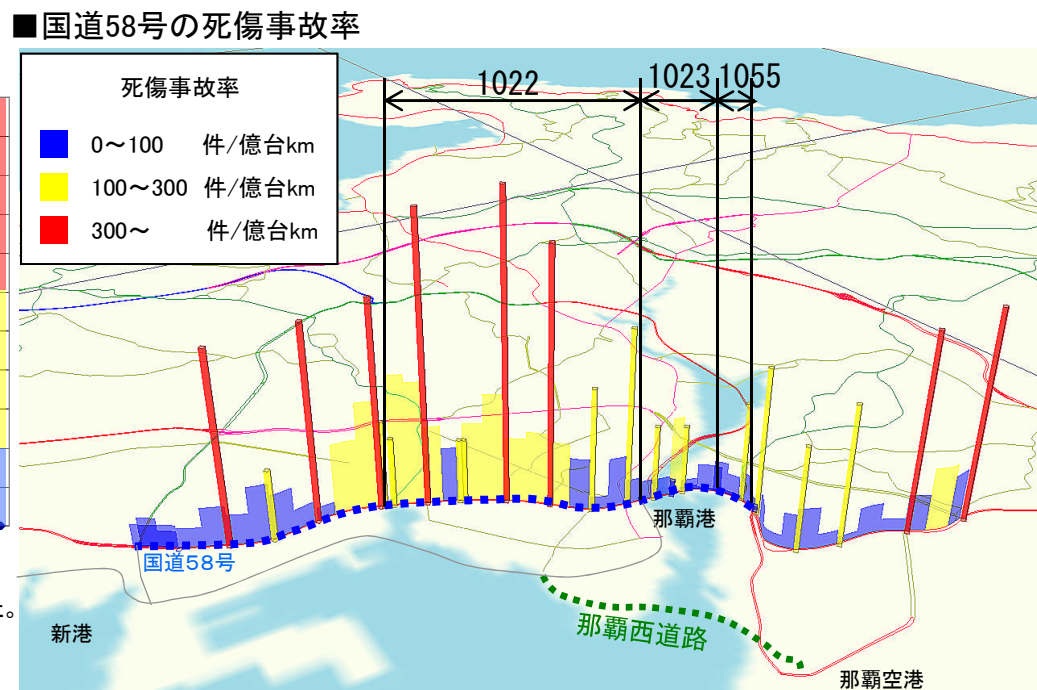 ■国道58号の死傷事故率
死傷事故率
0～100 件/億台km
100～300 件/億台km
300～ 件/億台km
1022
1023
1055
那覇港
国道58号
た。
新港
那覇西道路
那覇空港